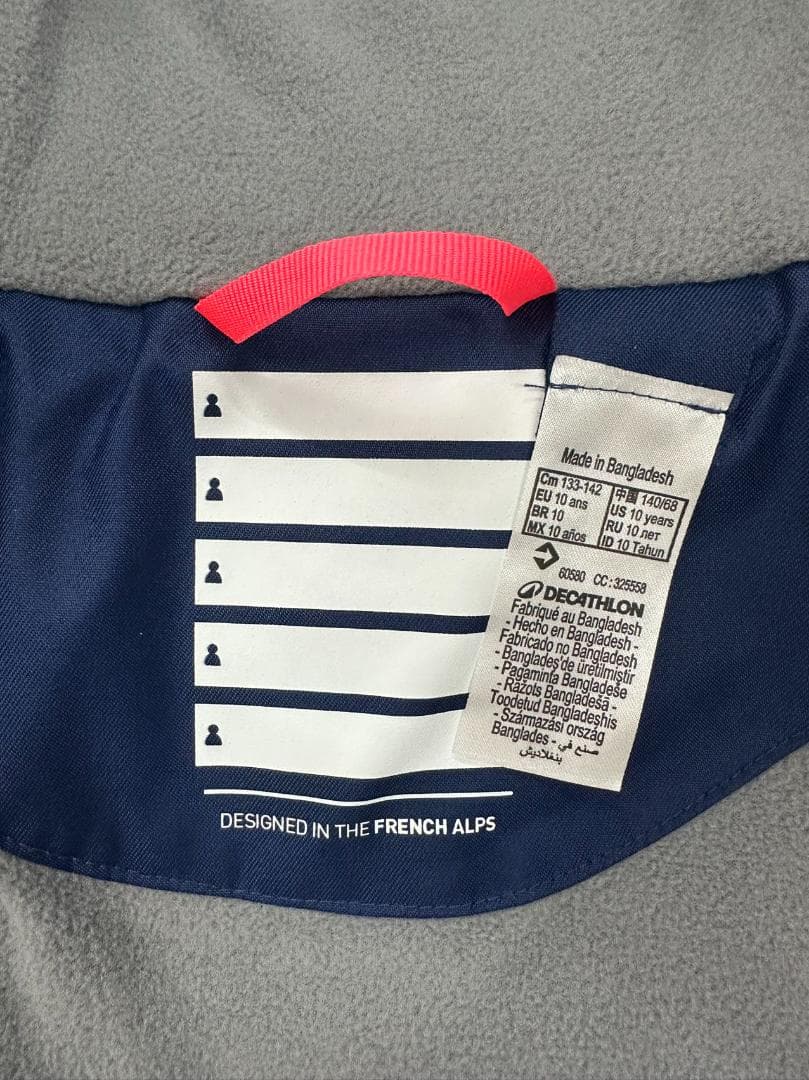 Made in Bangladesh
Cm 133-142
EU 10 ans
BR 10
MX 10 años
中国 140/68
US 10 years
RU 10 лет
ID 10 Tahun
60580 CC : 325558
DECATHLON
Fabriqué au Bangladesh
- Hecho en Bangladesh -
Fabricado no Bangladesh
- Bangladeş'de üretilmiştir
- Pagaminta Bangladeše
- Ražots Bangladešā -
Toodetud Bangladeshis
- Származási ország
Banglades - صنع في
بنغلاديش
DESIGNED IN THE FRENCH ALPS